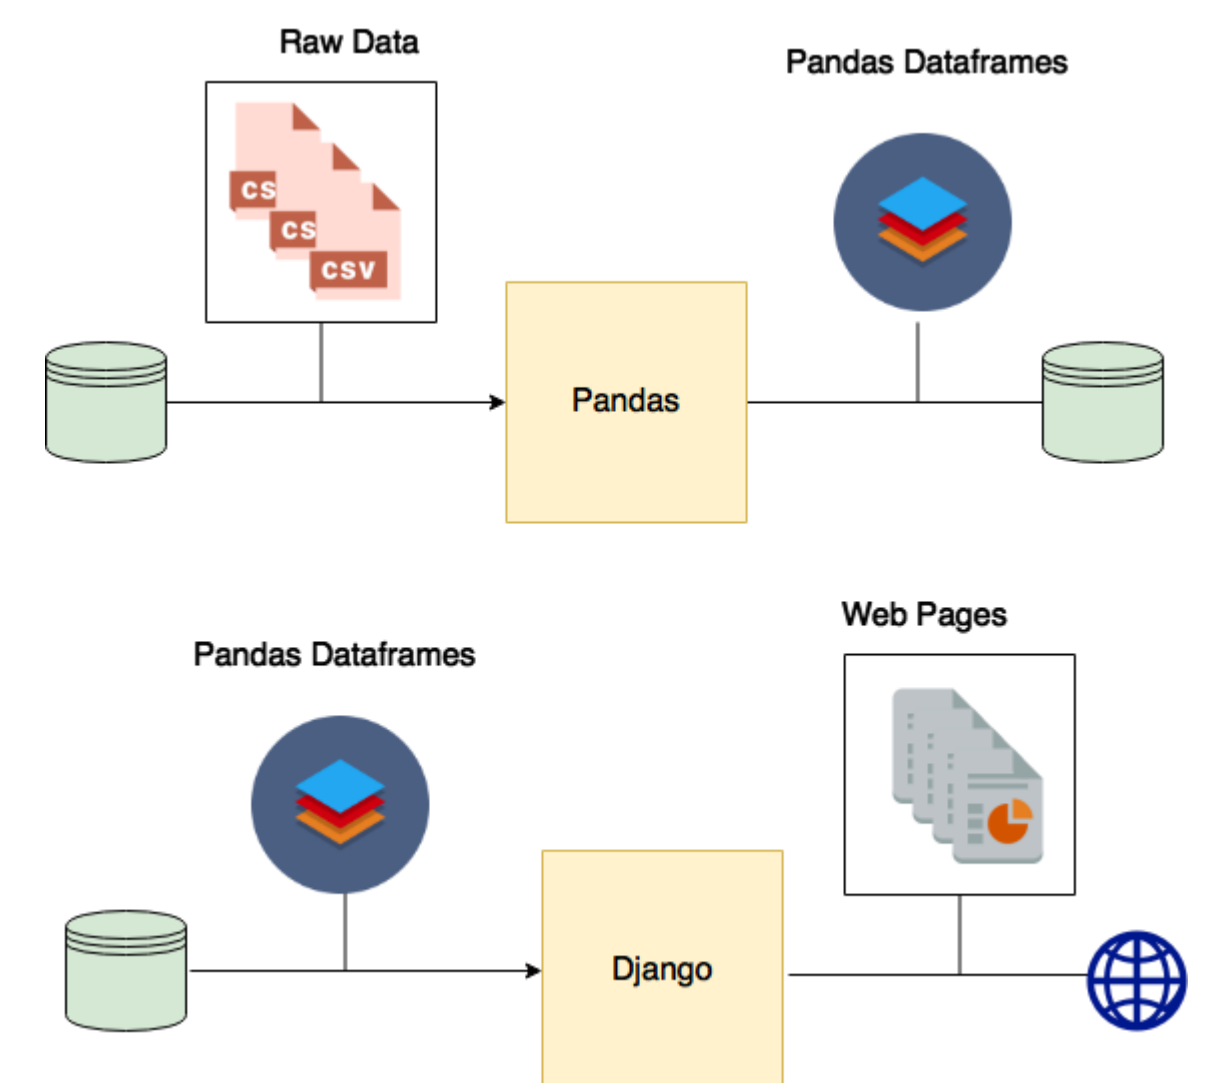 Raw Data
Pandas Dataframes
CS
CS
CSV
Pandas
Web Pages
Pandas Dataframes
Django